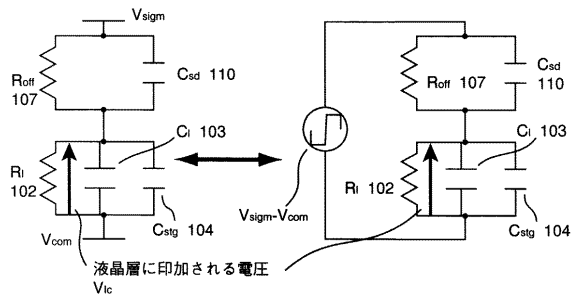 Vsigm
Roff
107
Csd 110
Cl 103
Rl
102
Cstg 104
Vcom
液晶層に印加される電圧
Vlc
Roff 107
Csd
110
Cl 103
Rl 102
Vsigm-Vcom
Cstg 104